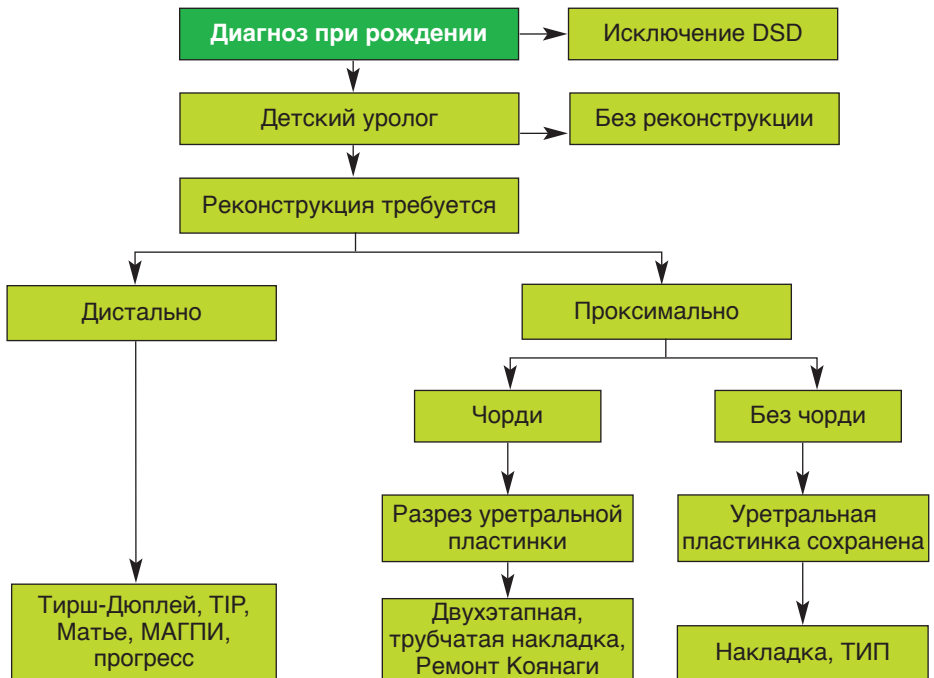 Диагноз при рождении
Исключение DSD
Детский уролог
Без реконструкции
Реконструкция требуется
Дистально
Проксимально
Чорди
Без чорди
Разрез уретральной
пластинки
Уретральная
пластинка сохранена
Тирш-Дюплей, TIP,
Матье, МАГПИ,
прогресс
Двухэтапная,
трубчатая накладка,
Ремонт Коянаги
Накладка, ТИП